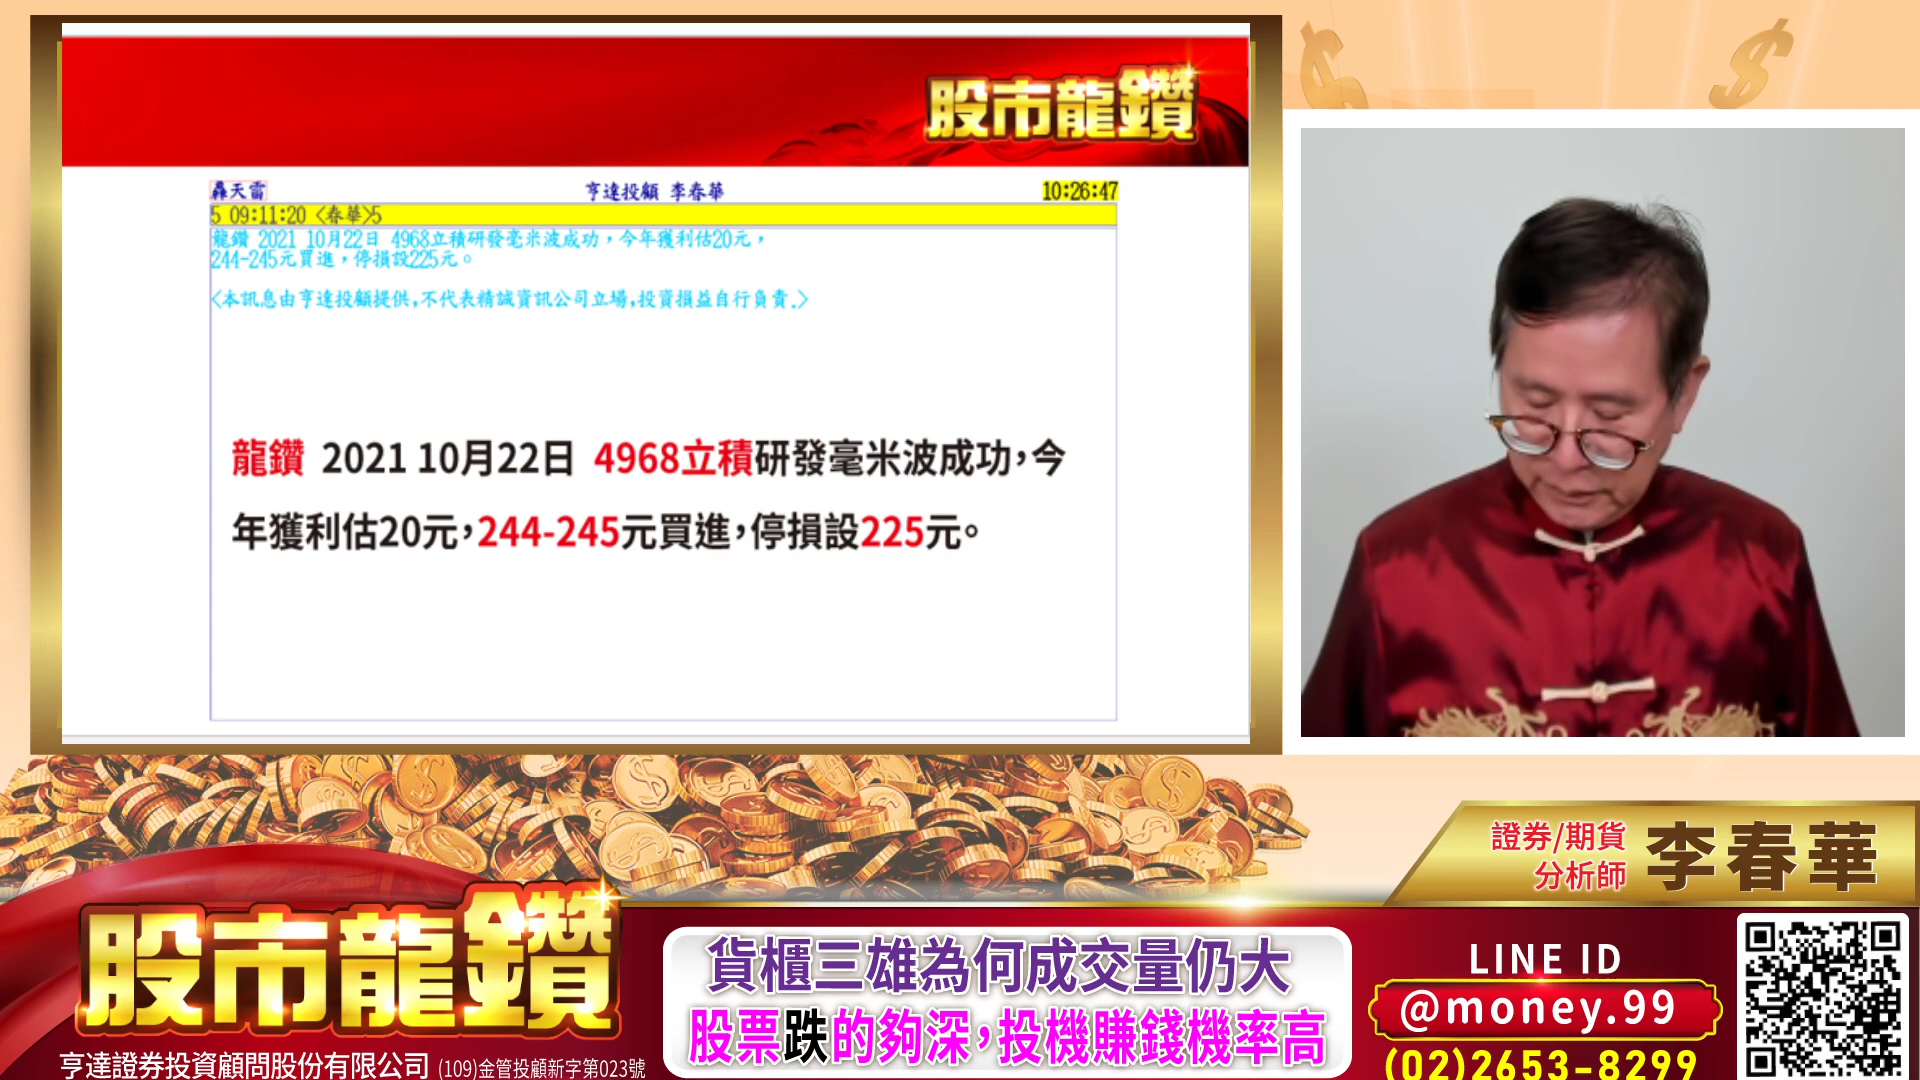 股市龍鑽
轟天雷 亨達投顧 李春華 10:26:47
5 09:11:20 <春華>5
龍鑽 2021 10月22日 4968立積研發毫米波成功，今年獲利估20元，
244-245元買進，停損設225元。
<本訊息由亨達投顧提供,不代表精誠資訊公司立場,投資損益自行負責.>
龍鑽 2021 10月22日 4968立積研發毫米波成功，今
年獲利估20元，244-245元買進，停損設225元。
證券/期貨
分析師
李春華
股市龍鑽
亨達證券投資顧問股份有限公司 (109)金管投顧新字第023號
貨櫃三雄為何成交量仍大
股票跌的夠深，投機賺錢機率高
LINE ID
@money.99
(02)2653-8299